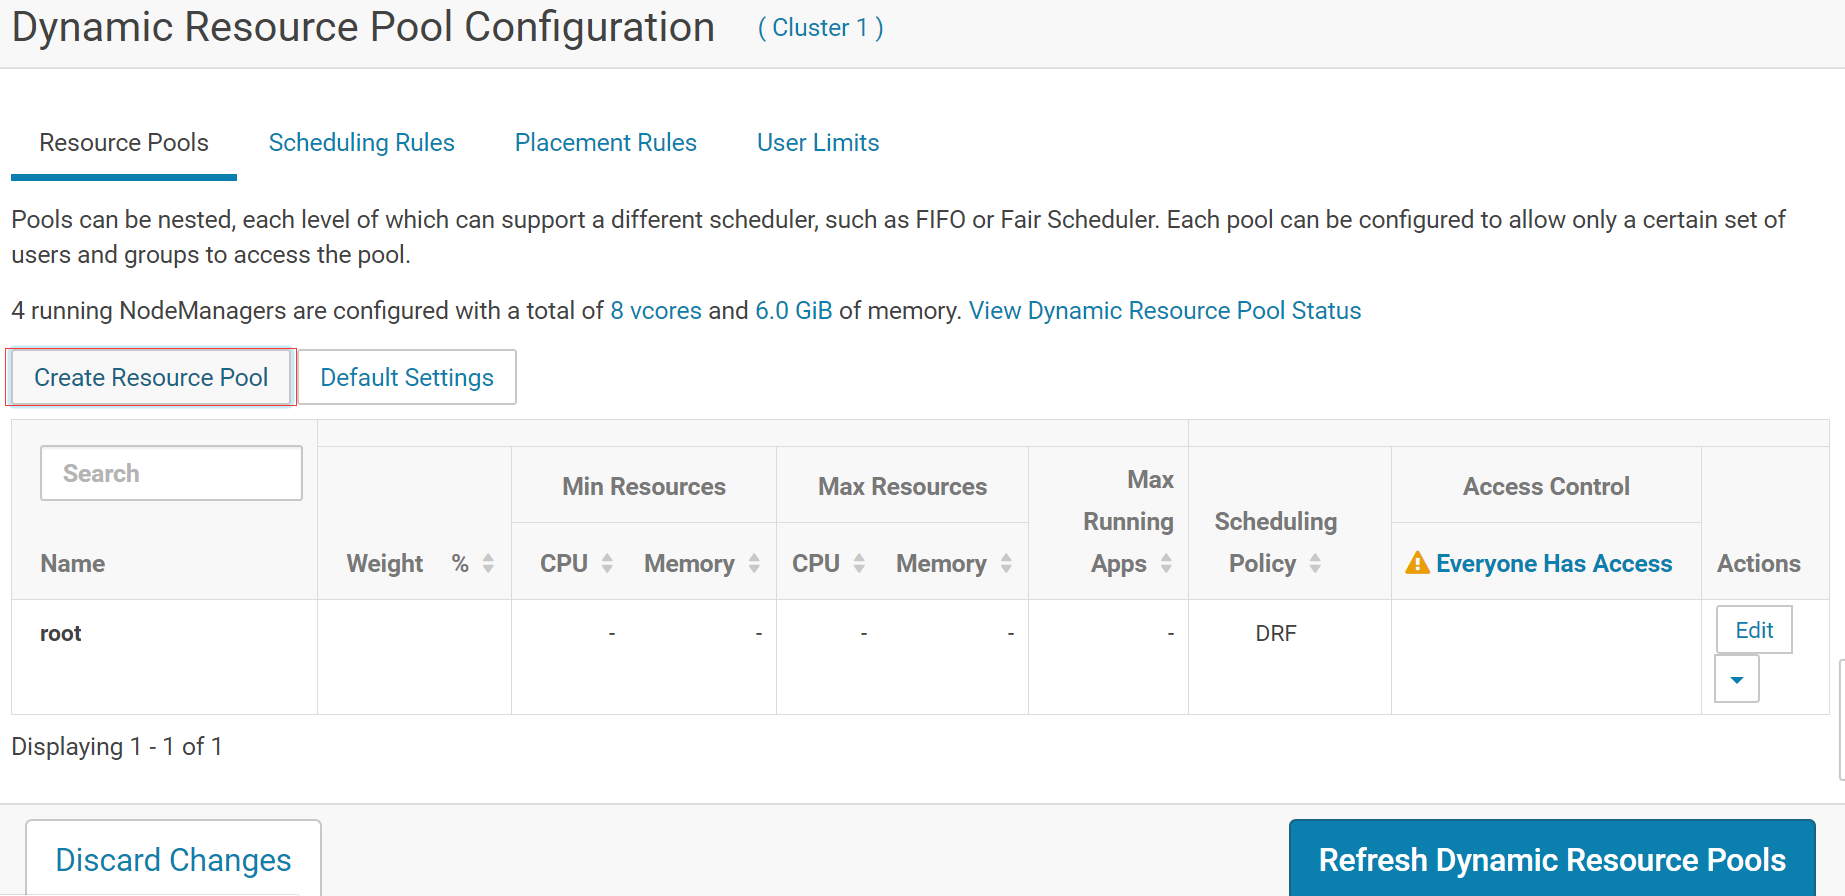 Dynamic Resource Pool Configuration ( Cluster 1 )
Resource Pools Scheduling Rules Placement Rules User Limits
Pools can be nested, each level of which can support a different scheduler, such as FIFO or Fair Scheduler. Each pool can be configured to allow only a certain set of
users and groups to access the pool.
4 running NodeManagers are configured with a total of 8 vcores and 6.0 GiB of memory. View Dynamic Resource Pool Status
Create Resource Pool Default Settings
Search
Min Resources Max Resources Max Running Apps Access Control
Name Weight % CPU Memory CPU Memory Scheduling Policy Everyone Has Access Actions
root - - - - - DRF Edit
Displaying 1 - 1 of 1
Discard Changes Refresh Dynamic Resource Pools